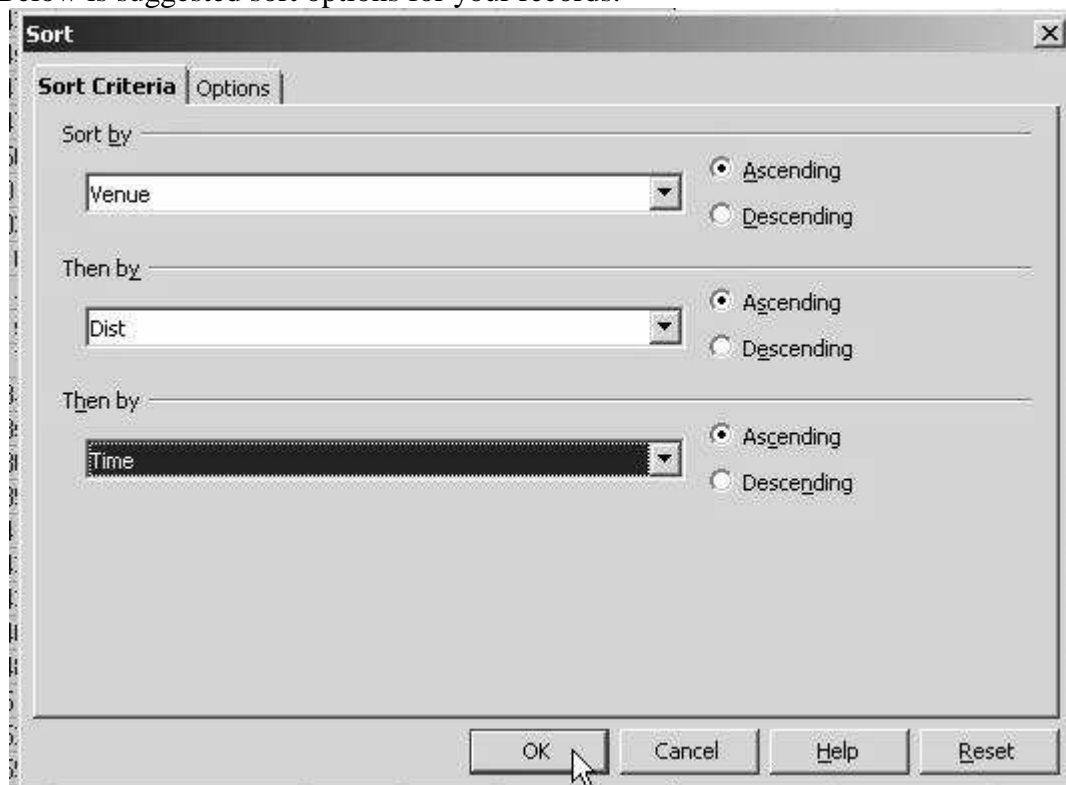 Below is suggested sort options for your records.
Sort
Sort Criteria Options
Sort by
Venue
Ascending
Descending
Then by
Dist
Ascending
Descending
Then by
Time
Ascending
Descending
OK Cancel Help Reset